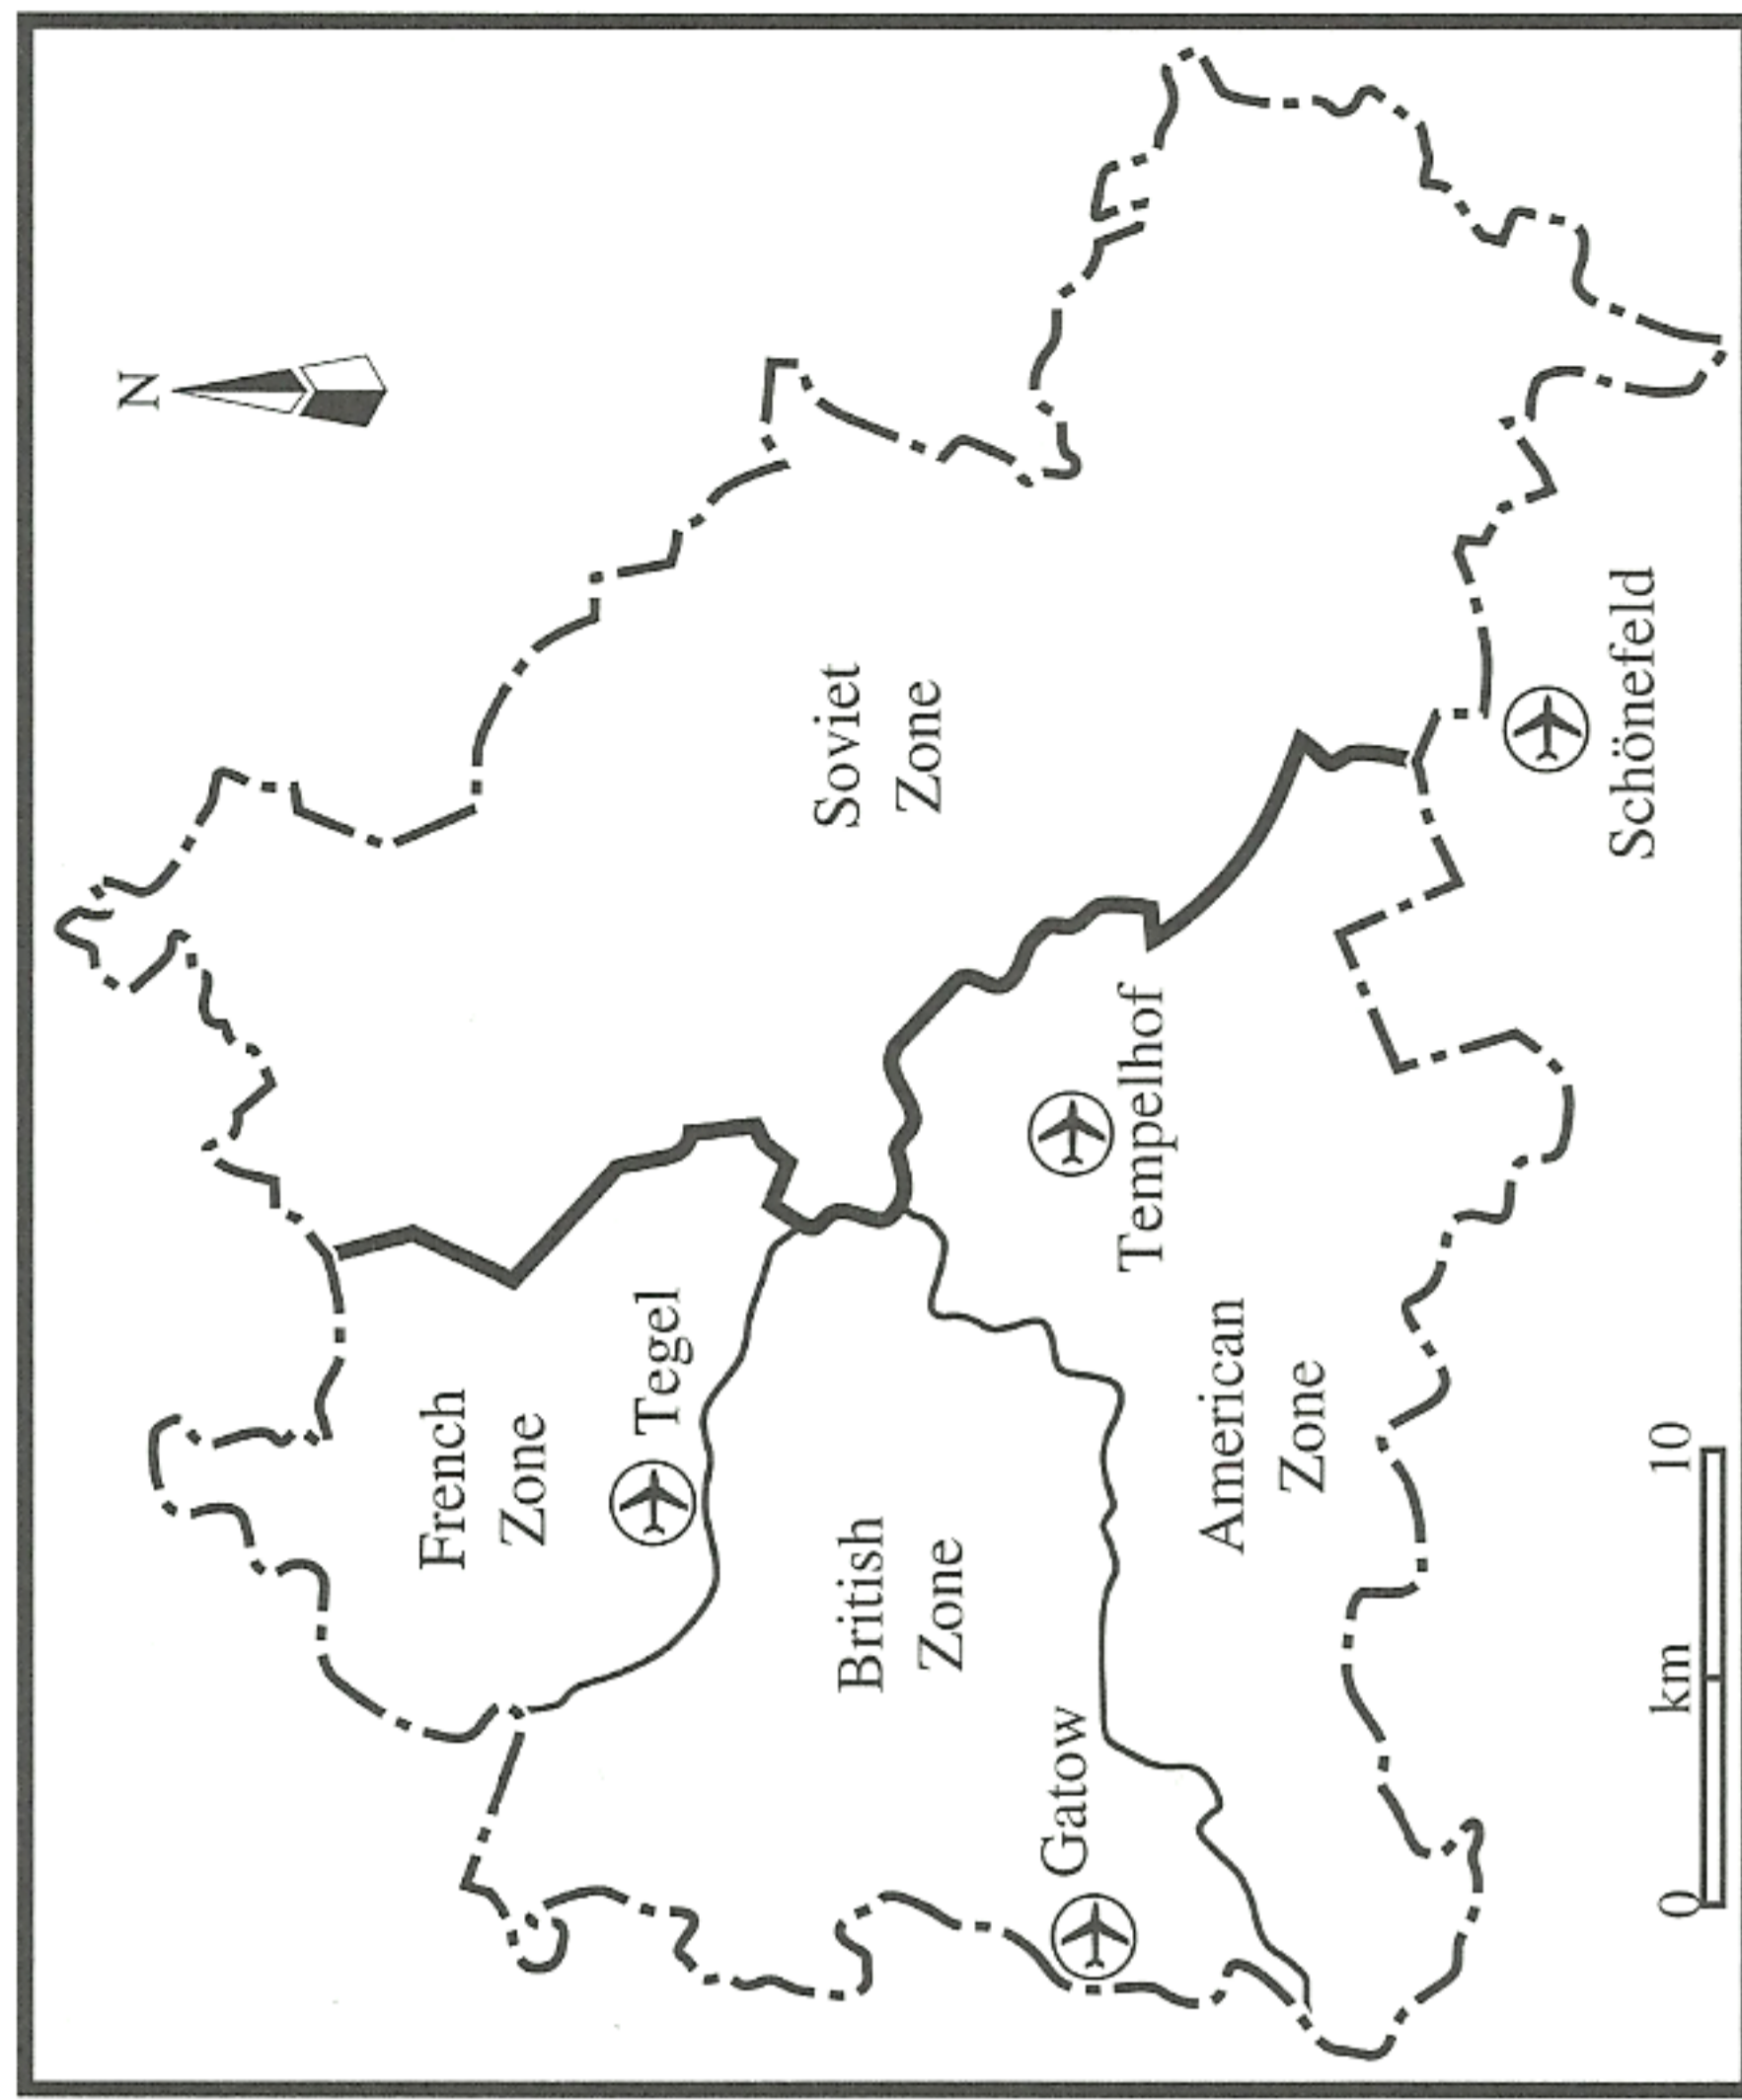 N
French
Zone
Tegel
Soviet
Zone
British
Zone
Gatow
Tempelhof
American
Zone
Schönefeld
0 km 10